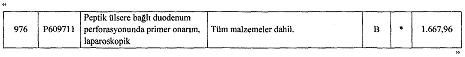 “
976 P609711 Peptik ülsere bağlı duodenum perforasyonunda primer onarım, laparoskopik Tüm malzemeler dahil. B * 1.667,96
”